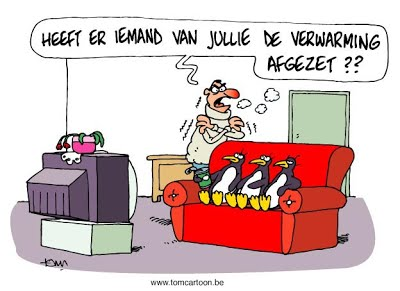 HEEFT ER IEMAND VAN JULLIE DE VERWARMING
AFGEZET ??
Tom
www.tomcartoon.be